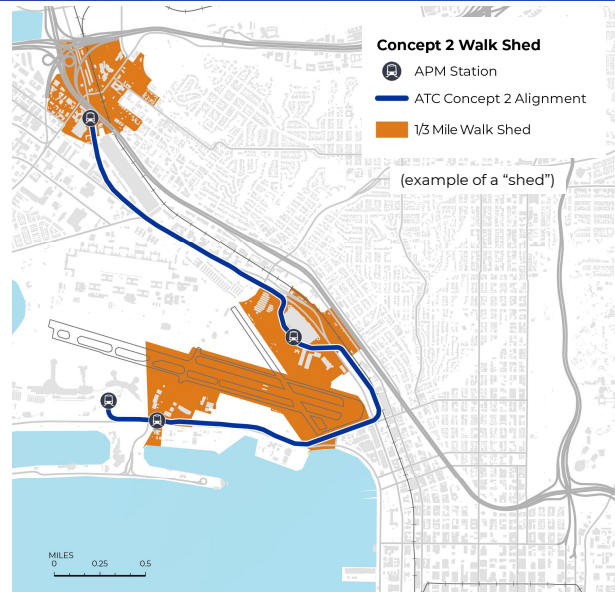 Concept 2 Walk Shed
APM Station
ATC Concept 2 Alignment
1/3 Mile Walk Shed
(example of a “shed”)
MILES
0 0.25 0.5